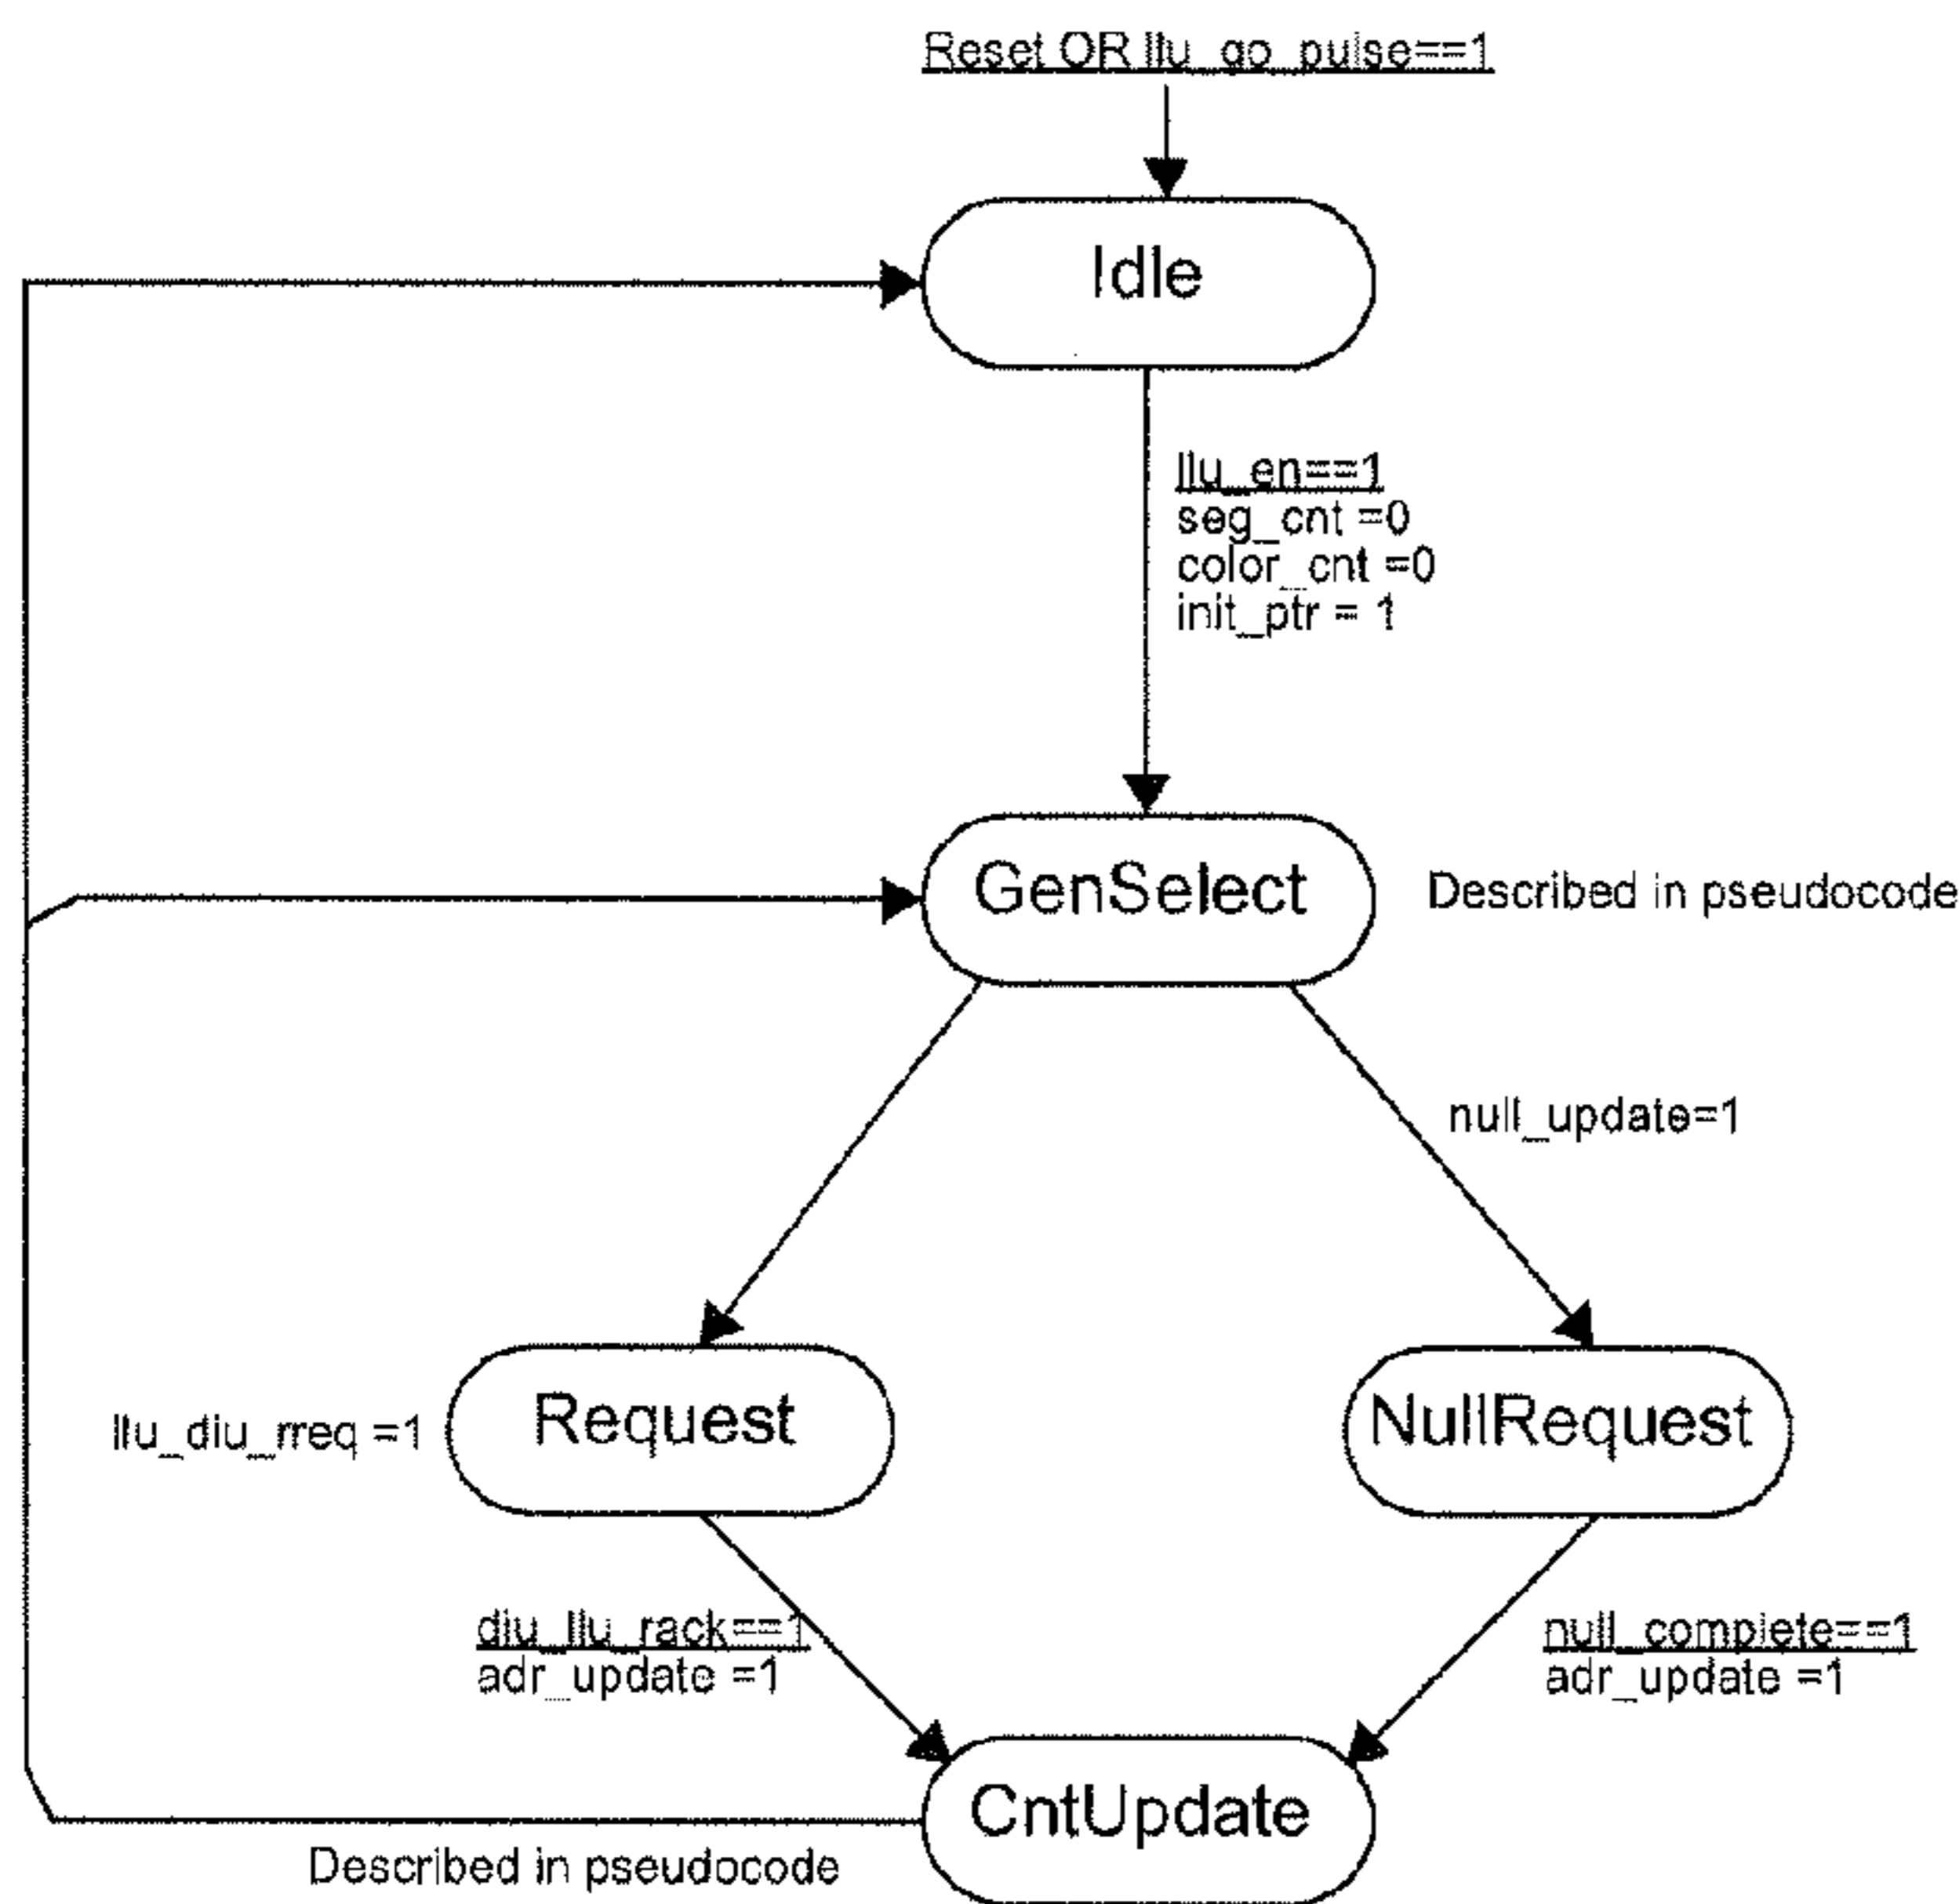 Reset OR llu_go_pulse==1
Idle
llu_en==1
seg_cnt =0
color_cnt =0
init_ptr = 1
GenSelect
Described in pseudocode
null_update=1
Request
NullRequest
llu_diu_rreq =1
diu_llu_rack==1
adr_update =1
null_complete==1
adr_update =1
CntUpdate
Described in pseudocode